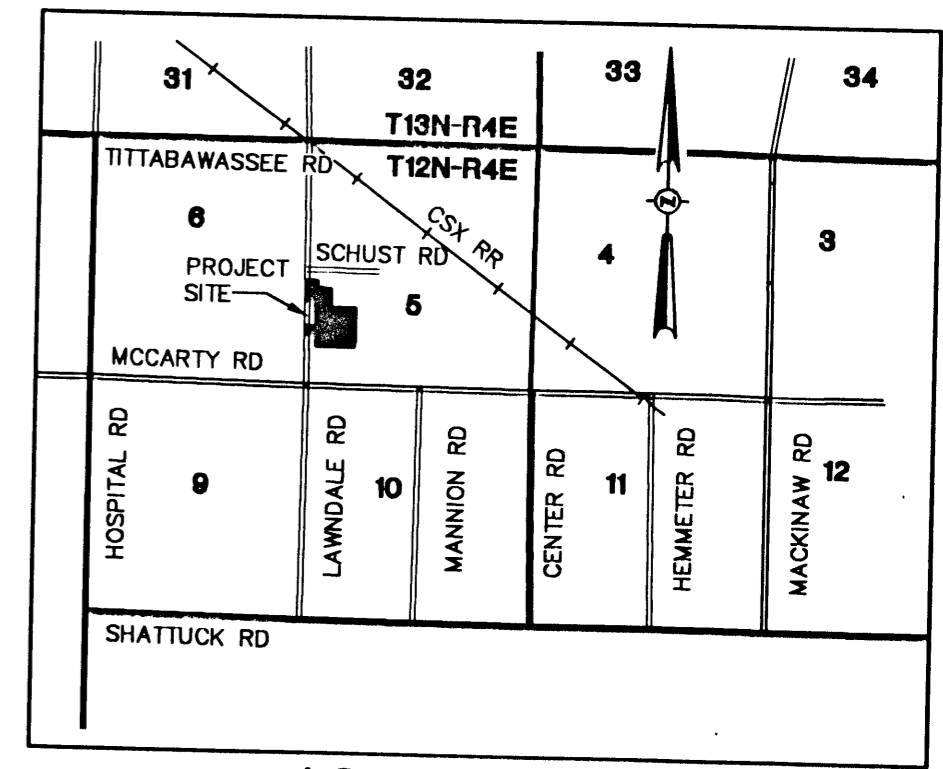 31
32
33
34
T13N-R4E
TITTABAWASSEE RD
T12N-R4E
6
CSX RR
SCHUST RD
4
3
PROJECT
SITE
5
N
MCCARTY RD
HOSPITAL RD
9
LAWNDALE RD
10
MANNION RD
CENTER RD
11
HEMMETER RD
MACKINAW RD
12
SHATTUCK RD